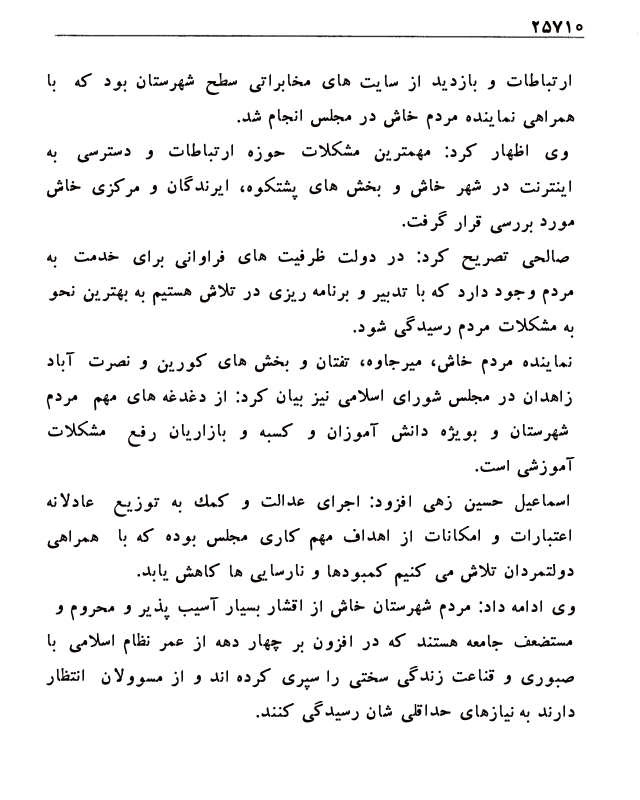 ۲۵۷۱۰
ارتباطات و بازدید از سایت های مخابراتی سطح شهرستان بود که با
همراهی نماینده مردم خاش در مجلس انجام شد.
وی اظهار کرد: مهمترین مشکلات حوزه ارتباطات و دسترسی به
اینترنت در شهر خاش و بخش های پشتکوه، ایرندگان و مرکزی خاش
مورد بررسی قرار گرفت.
صالحی تصریح کرد: در دولت ظرفیت های فراوانی برای خدمت به
مردم وجود دارد که با تدبیر و برنامه ریزی در تلاش هستیم به بهترین نحو
به مشکلات مردم رسیدگی شود.
نماینده مردم خاش، میرجاوه، تفتان و بخش های کورین و نصرت آباد
زاهدان در مجلس شورای اسلامی نیز بیان کرد: از دغدغه های مهم مردم
شهرستان و بویژه دانش آموزان و کسبه و بازاریان رفع مشکلات
آموزشی است.
اسماعیل حسین زهی افزود: اجرای عدالت و کمك به توزیع عادلانه
اعتبارات و امکانات از اهداف مهم کاری مجلس بوده که با همراهی
دولتمردان تلاش می کنیم کمبودها و نارسایی ها کاهش یابد.
وی ادامه داد: مردم شهرستان خاش از اقشار بسیار آسیب پذیر و محروم و
مستضعف جامعه هستند که در افزون بر چهار دهه از عمر نظام اسلامی با
صبوری و قناعت زندگی سختی را سپری کرده اند و از مسوولان انتظار
دارند به نیازهای حداقلی شان رسیدگی کنند.